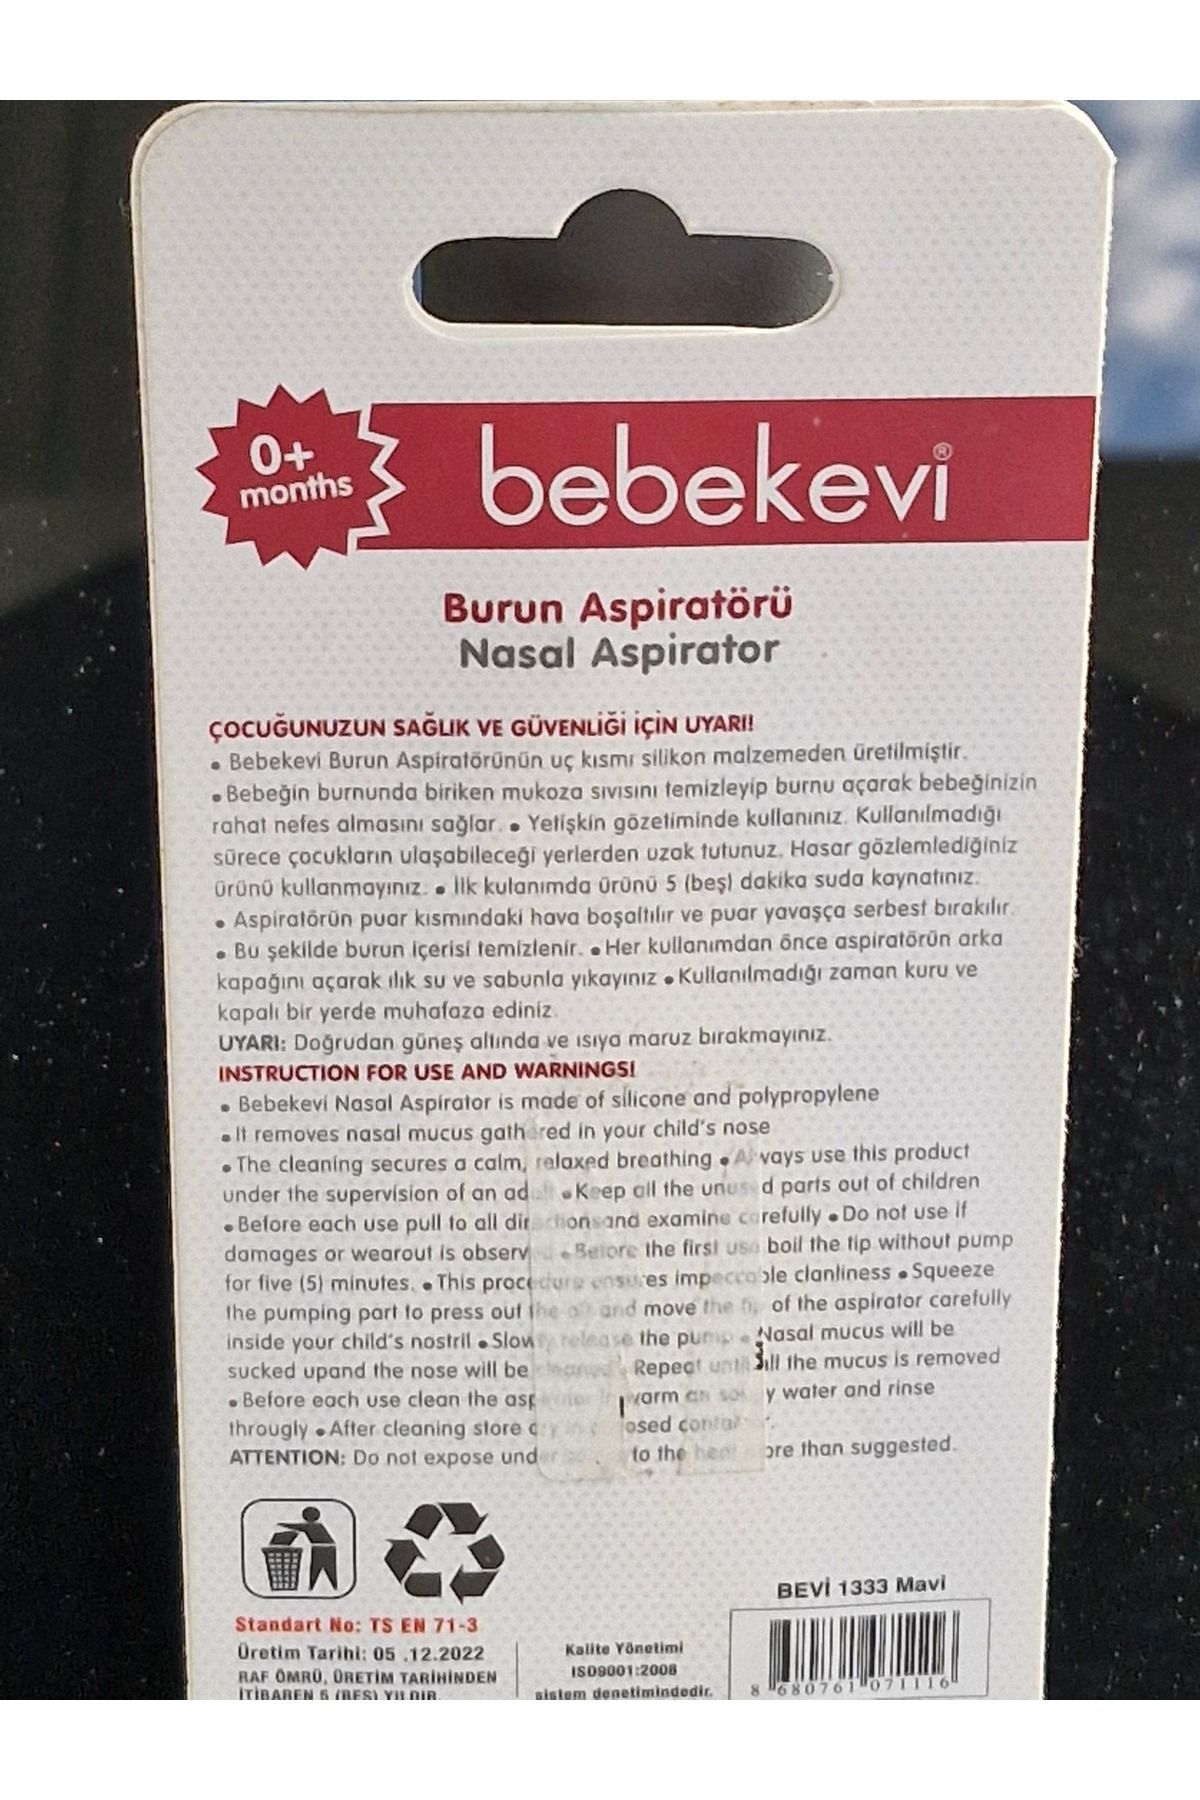 0+
months
bebekevi®
Burun Aspiratörü
Nasal Aspirator
ÇOCUĞUNUZUN SAĞLIK VE GÜVENLİĞİ İÇİN UYARI!
• Bebekevi Burun Aspiratörünün uç kısmı silikon malzemeden üretilmiştir.
• Bebeğin burnunda biriken mukoza sıvısını temizleyip burnu açarak bebeğinizin
rahat nefes almasını sağlar. • Yetişkin gözetiminde kullanınız. Kullanılmadığı
sürece çocukların ulaşabileceği yerlerden uzak tutunuz. Hasar gözlemlediğiniz
ürünü kullanmayınız. • İlk kulanımda ürünü 5 (beş) dakika suda kaynatınız.
• Aspiratörün puar kısmındaki hava boşaltılır ve puar yavaşça serbest bırakılır.
• Bu şekilde burun içerisi temizlenir. • Her kullanımdan önce aspiratörün arka
kapağını açarak ılık su ve sabunla yıkayınız • Kullanılmadığı zaman kuru ve
kapalı bir yerde muhafaza ediniz.
UYARI: Doğrudan güneş altında ve ısıya maruz bırakmayınız.
INSTRUCTION FOR USE AND WARNINGS!
• Bebekevi Nasal Aspirator is made of silicone and polypropylene
• It removes nasal mucus gathered in your child's nose
• The cleaning secures a calm, relaxed breathing • Always use this product
under the supervision of an • Keep all the unused parts out of children
• Before each use pull to all directions and examine carefully • Do not use if
damages or wearout is • Before the first use boil the tip without pump
for five (5) minutes. • This procedure ensures impeccable clanliness • Squeeze
the pumping part to press out the air and move the tip of the aspirator carefully
inside your child's nostril • Slowly release the pump • Nasal mucus will be
sucked upand the nose will be cleaned Repeat until all the mucus is removed
• Before each use clean the warm water and rinse
througly • After cleaning store
ATTENTION: Do not expose to the than suggested.
Standart No: TS EN 71-3
Üretim Tarihi: 05 .12.2022
RAF ÖMRÜ, ÜRETİM TARİHİNDEN
İTİBAREN 5 (BEŞ) YILDIR.
Kalite Yönetimi
ISO9001:2008
sistem denetimindedir.
BEVİ 1333 Mavi
8 680761 071116